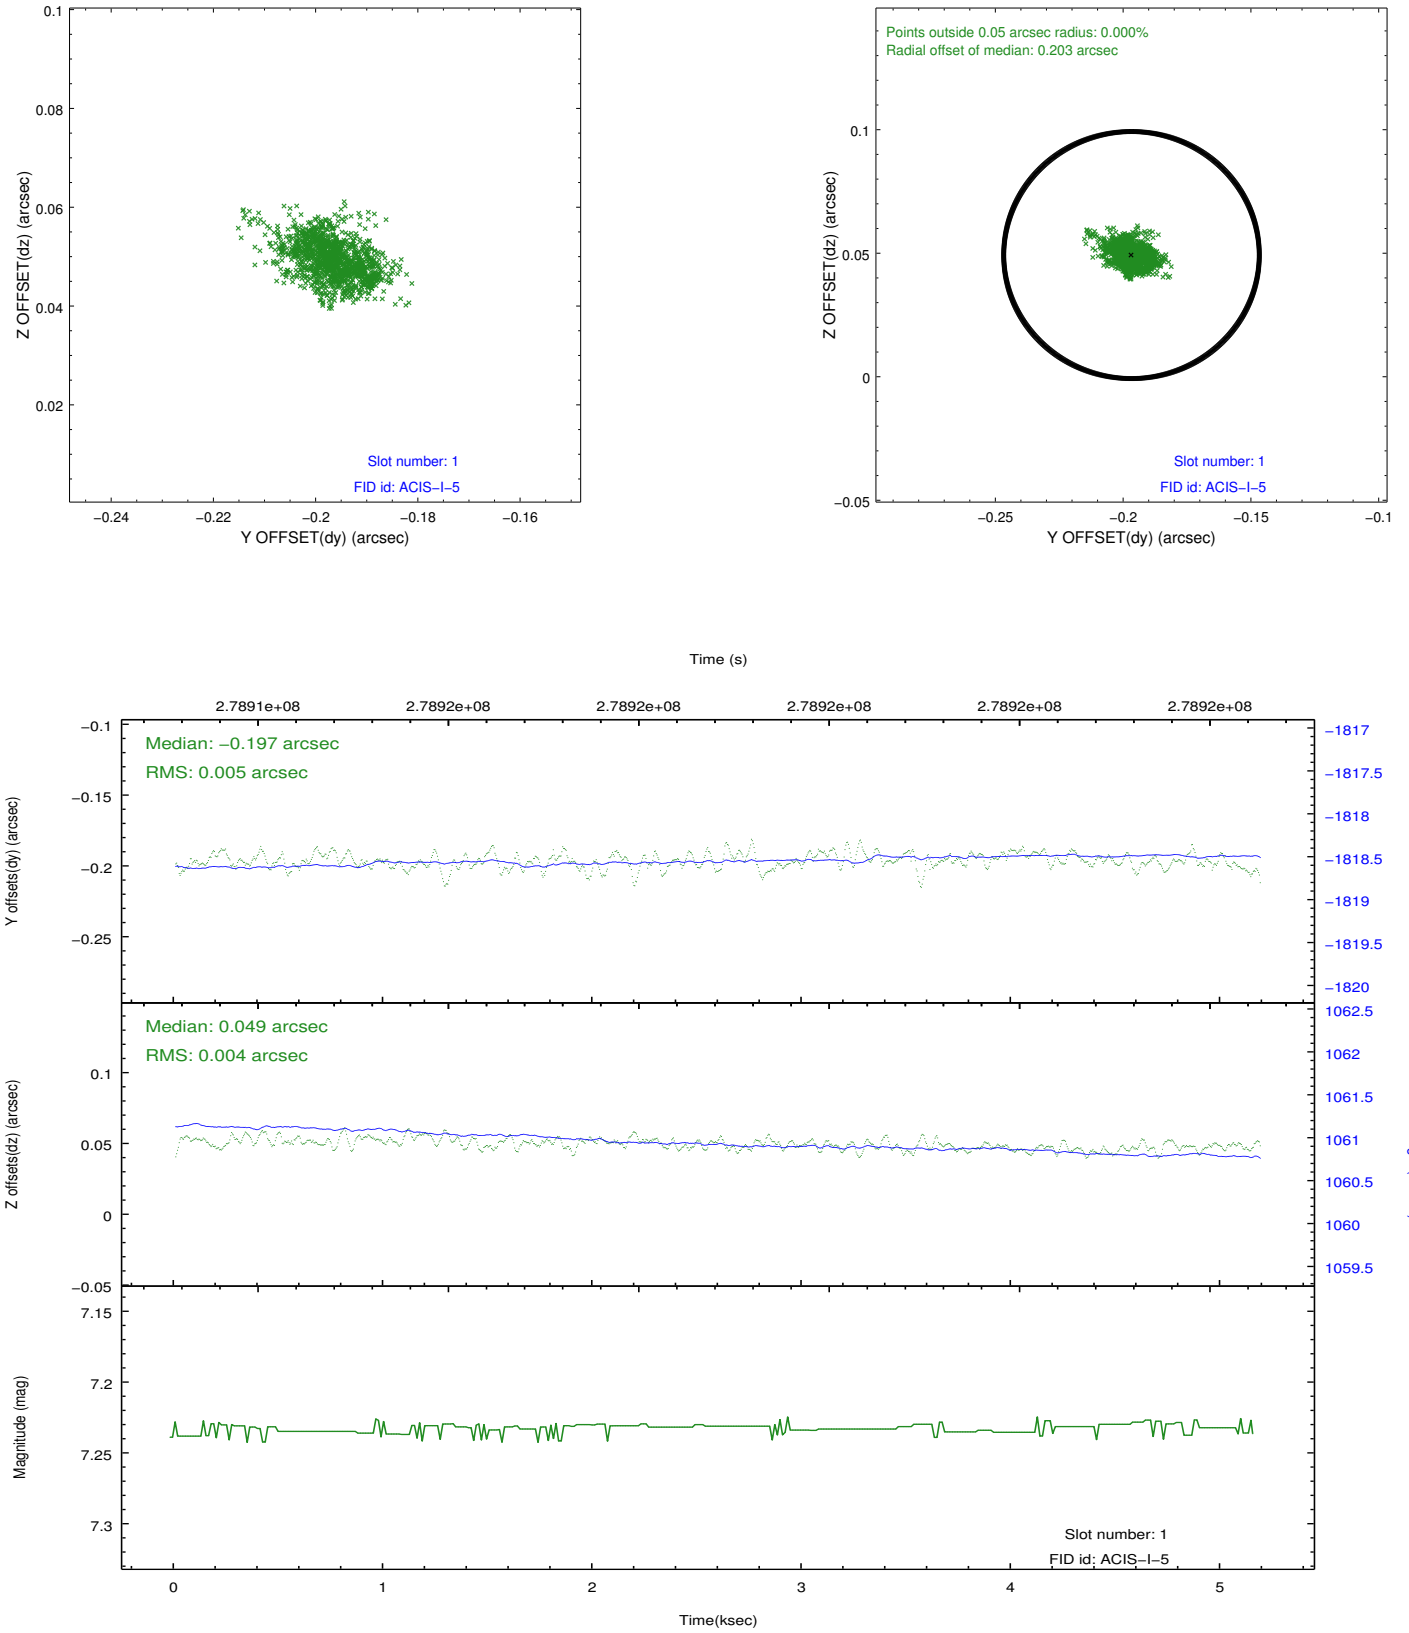 0.1
0.08
0.06
0.04
0.02
Z OFFSET(dz) (arcsec)
Slot number: 1
FID id: ACIS−I−5
−0.24 −0.22 −0.2 −0.18 −0.16
Y OFFSET(dy) (arcsec)
Points outside 0.05 arcsec radius: 0.000%
Radial offset of median: 0.203 arcsec
0.1
0.05
0
−0.05
Z OFFSET(dz) (arcsec)
Slot number: 1
FID id: ACIS−I−5
−0.25 −0.2 −0.15 −0.1
Y OFFSET(dy) (arcsec)
Time (s)
2.7891e+08 2.7892e+08 2.7892e+08 2.7892e+08 2.7892e+08 2.7892e+08
Median: −0.197 arcsec
RMS: 0.005 arcsec
−0.1
−0.15
−0.2
−0.25
Y offsets(dy) (arcsec)
−1817
−1817.5
−1818
−1818.5
−1819
−1819.5
−1820
Median: 0.049 arcsec
RMS: 0.004 arcsec
0.1
0.05
0
−0.05
Z offsets(dz) (arcsec)
1062.5
1062
1061.5
1061
1060.5
1060
1059.5
7.15
7.2
7.25
7.3
Magnitude (mag)
Slot number: 1
FID id: ACIS−I−5
0 1 2 3 4 5
Time(ksec)